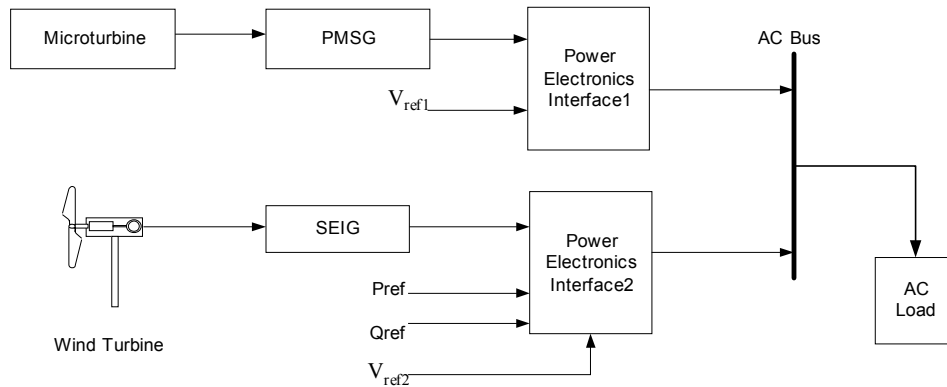 Microturbine
PMSG
Power
Electronics
Interface1
AC Bus
Vref1
SEIG
Power
Electronics
Interface2
Pref
Qref
Vref2
Wind Turbine
AC
Load